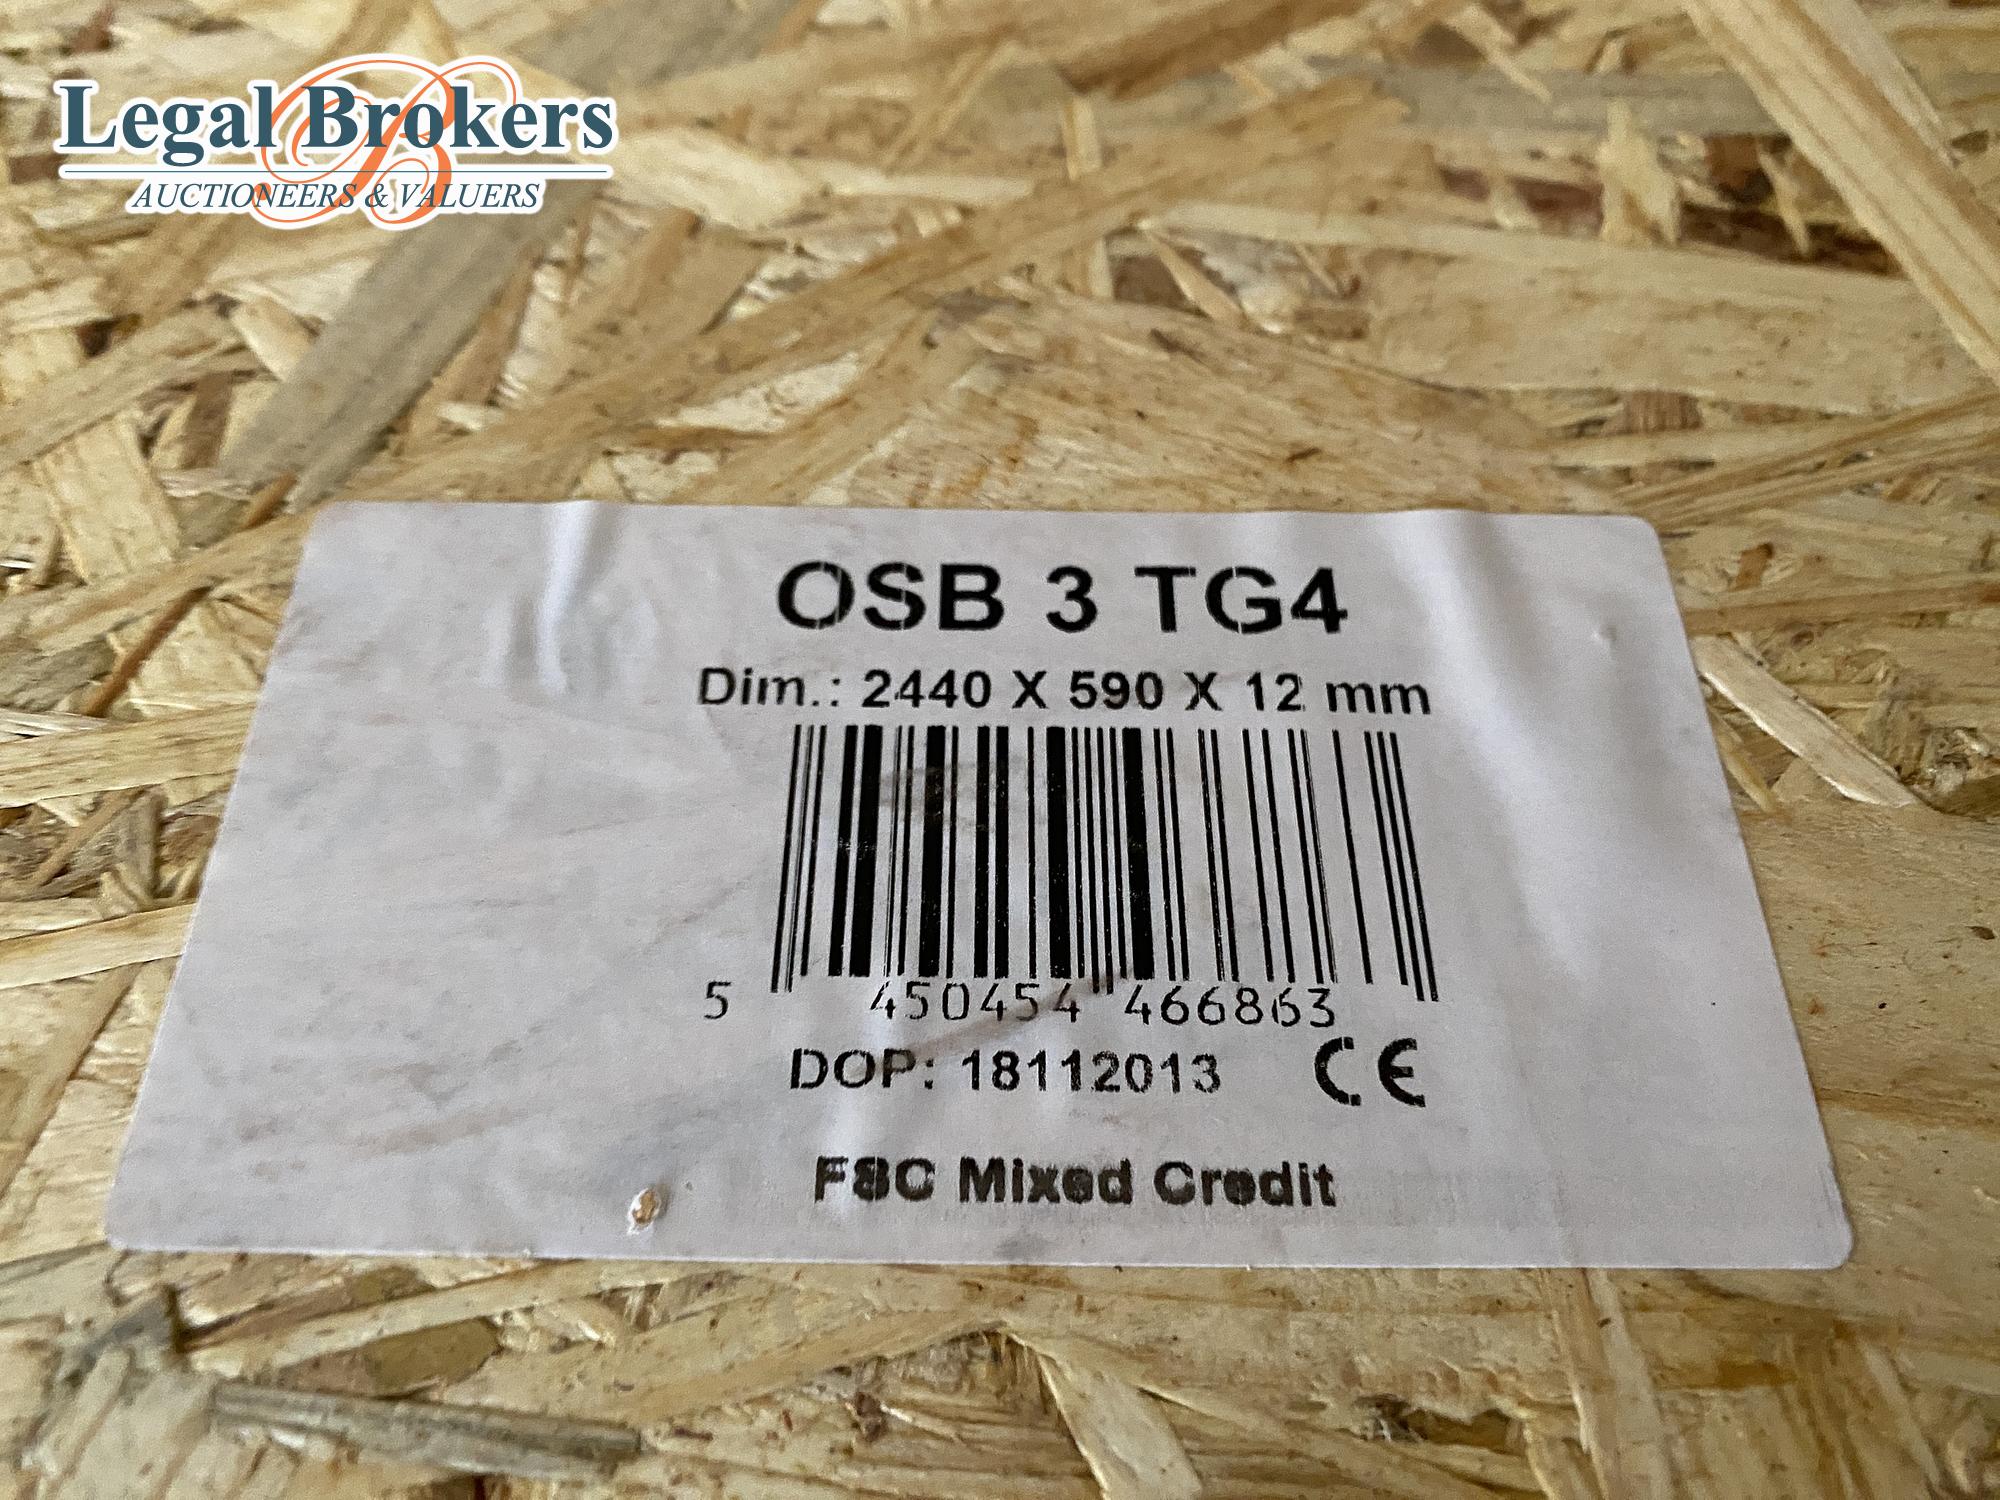 Legal Brokers
AUCTIONEERS & VALUERS
OSB 3 TG4
Dim.: 2440 X 590 X 12 mm
5 450454 466863
DOP: 18112013 CE
FSC Mixed Credit